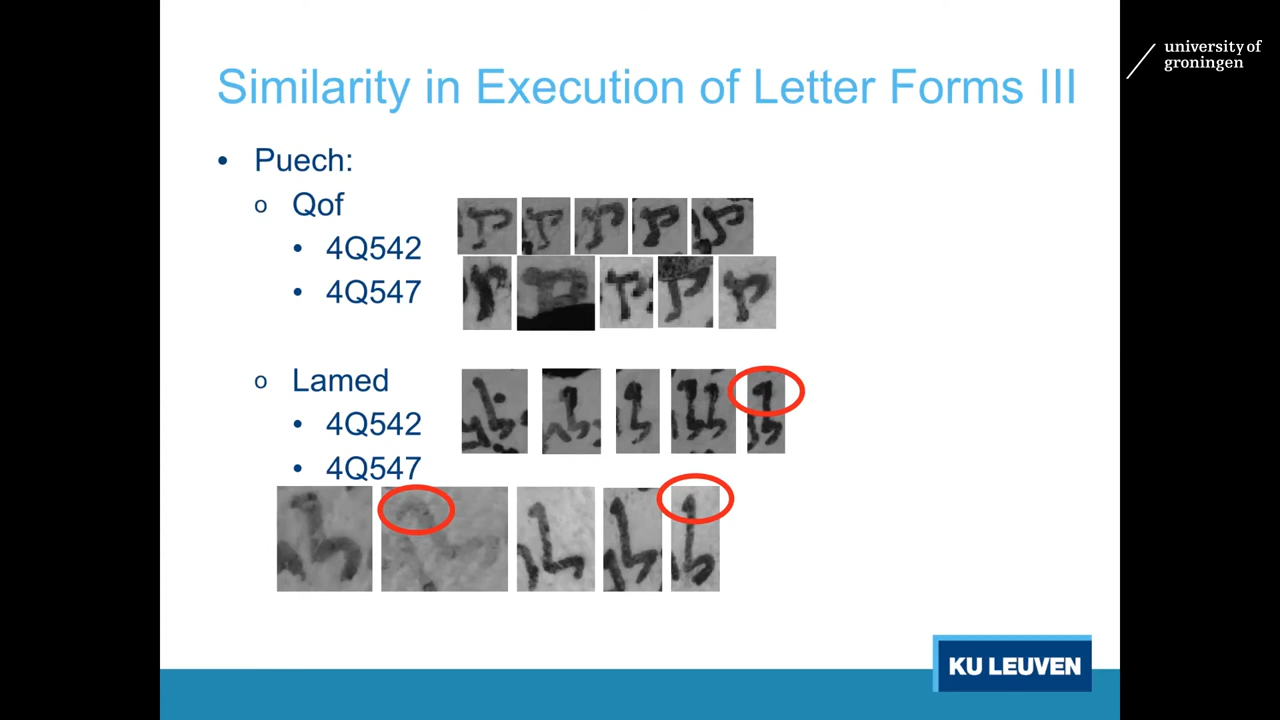 Similarity in Execution of Letter Forms III
university of
groningen
• Puech:
o Qof
• 4Q542
• 4Q547
o Lamed
• 4Q542
• 4Q547
KU LEUVEN